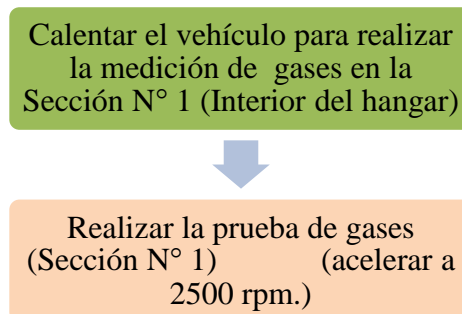 Calentar el vehículo para realizar
la medición de  gases en la
Sección N° 1 (Interior del hangar)
Realizar la prueba de gases
(Sección N° 1)          (acelerar a
2500 rpm.)